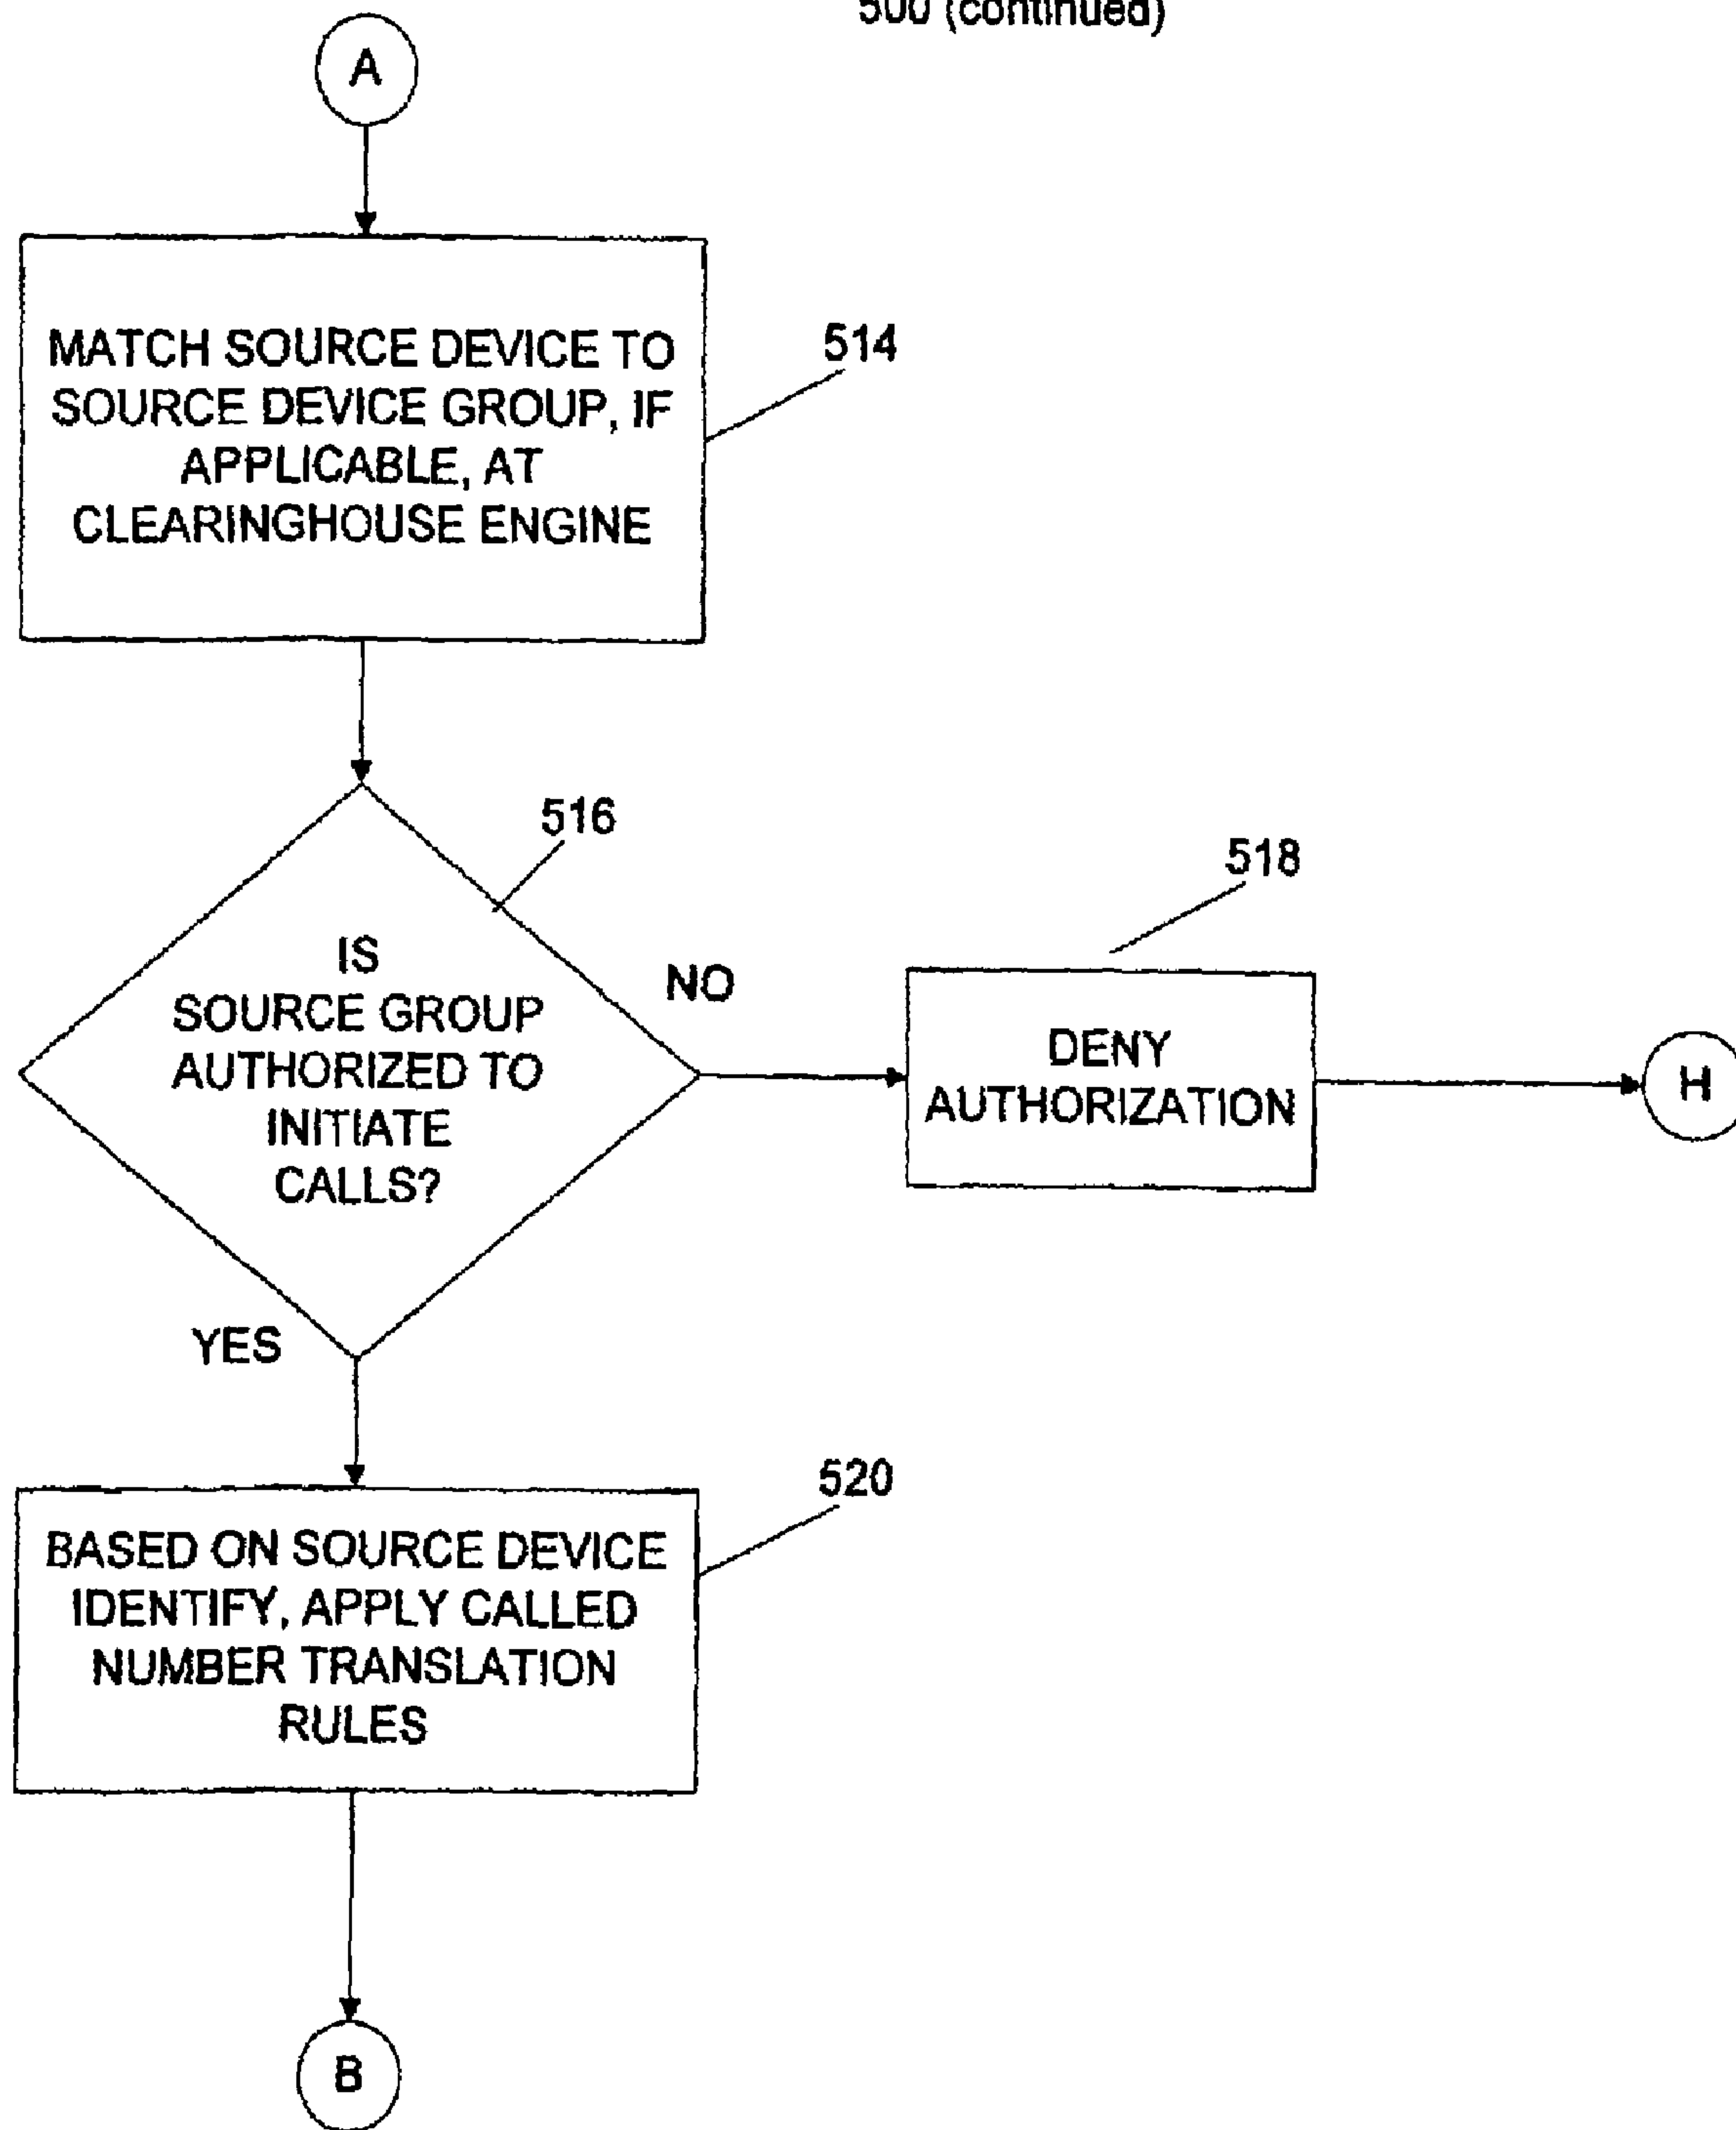 500 (continued)
A
MATCH SOURCE DEVICE TO
SOURCE DEVICE GROUP, IF
APPLICABLE, AT
CLEARINGHOUSE ENGINE
514
516
IS
SOURCE GROUP
AUTHORIZED TO
INITIATE
CALLS?
NO
518
DENY
AUTHORIZATION
H
YES
520
BASED ON SOURCE DEVICE
IDENTIFY, APPLY CALLED
NUMBER TRANSLATION
RULES
B